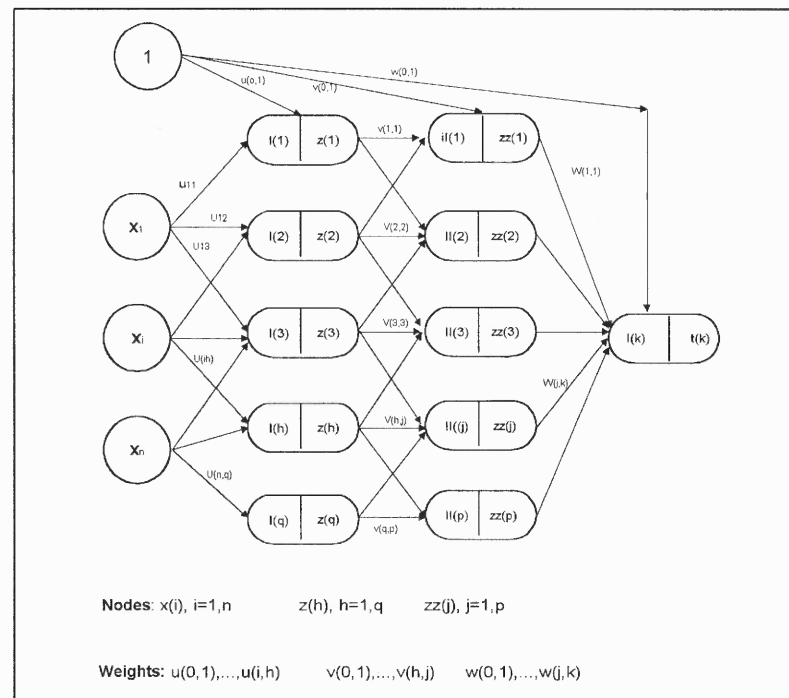 1
w(0,1)
u(o,1)
v(0,1)
I(1) z(1)
v(1,1)
iI(1) zz(1)
u11
W(1,1)
X1
U12
I(2) z(2)
V(2,2)
II(2) zz(2)
U13
Xi
I(3) z(3)
V(3,3)
II(3) zz(3)
I(k) t(k)
U(ih)
W(j,k)
Xn
I(h) z(h)
V(h,j)
II((j) zz(j)
U(n,q)
I(q) z(q)
v(q,p)
II(p) zz(p)
Nodes: x(i), i=1,n z(h), h=1,q zz(j), j=1,p
Weights: u(0,1),...,u(i,h) v(0,1),...,v(h,j) w(0,1),...,w(j,k)